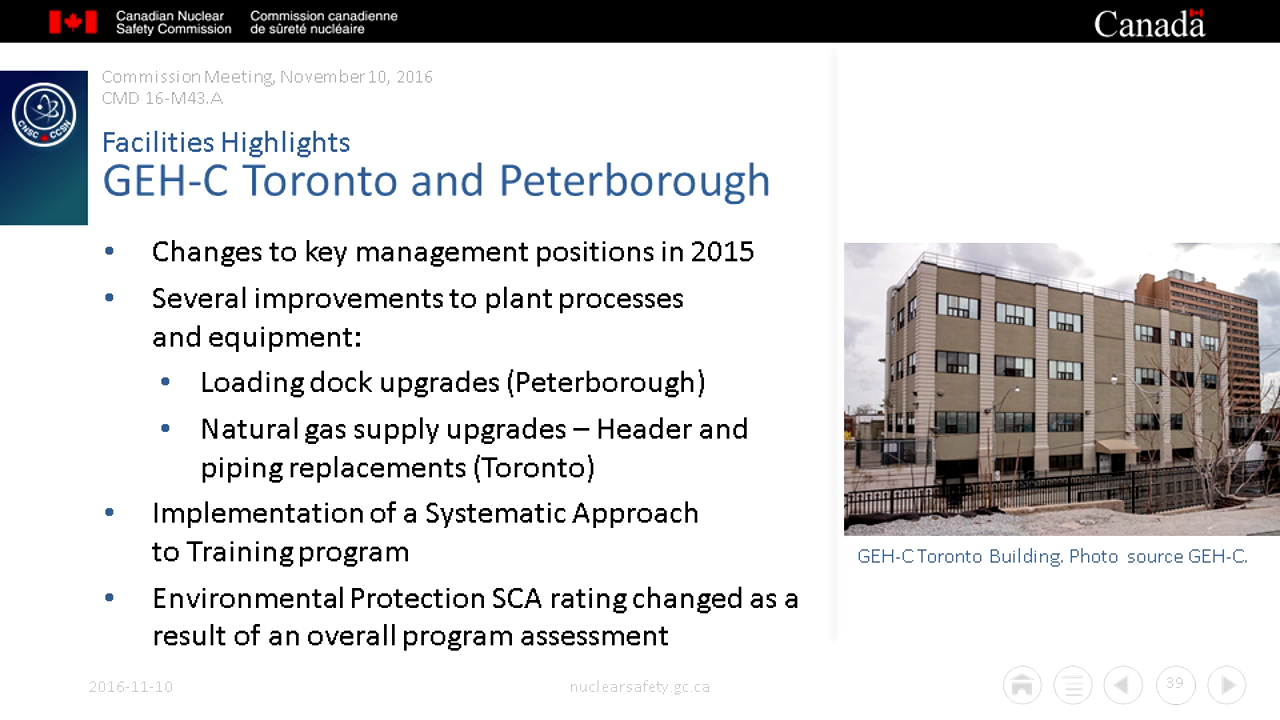 Canadian Nuclear
Safety Commission
Commission canadienne
de sûreté nucléaire
Canada
Commission Meeting, November 10, 2016
CMD 16-M43.A
CNSC CCSN
Facilities Highlights
GEH-C Toronto and Peterborough
• Changes to key management positions in 2015
• Several improvements to plant processes
and equipment:
• Loading dock upgrades (Peterborough)
• Natural gas supply upgrades – Header and
piping replacements (Toronto)
• Implementation of a Systematic Approach
to Training program
• Environmental Protection SCA rating changed as a
result of an overall program assessment
GEH-C Toronto Building. Photo source GEH-C.
2016-11-10
nuclearsafety.gc.ca
39